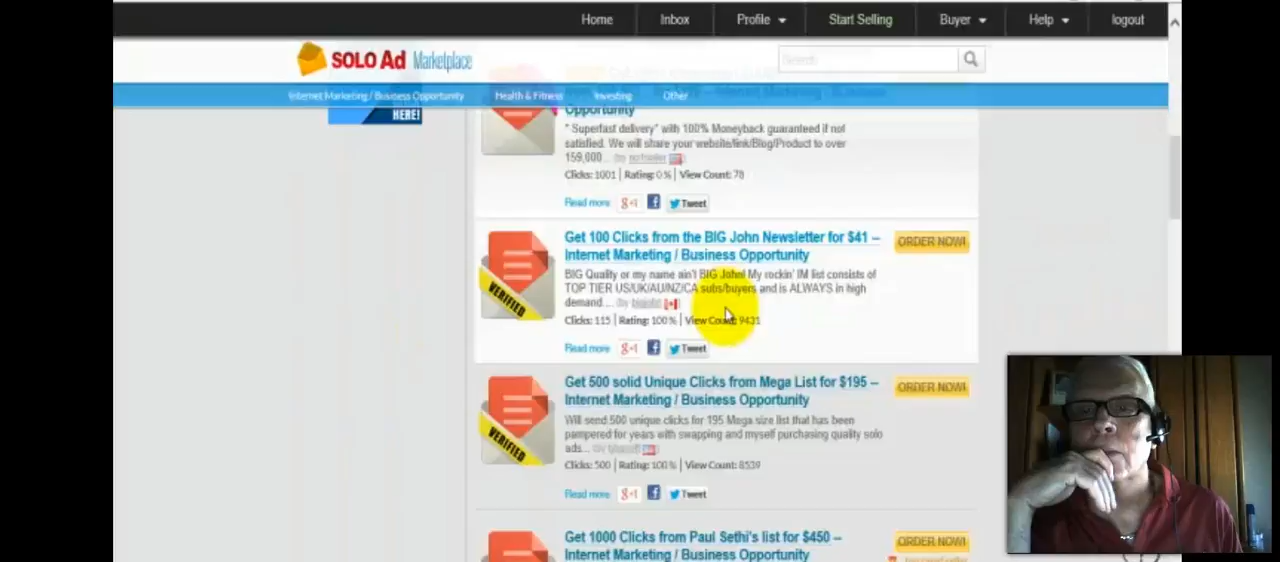 Home Inbox Profile Start Selling Buyer Help logout
SOLO Ad Marketplace
Search
Internet Marketing / Business Opportunity Health & Fitness Investing Other
HERE!
Opportunity
" Superfast delivery" with 100% Moneyback guaranteed if not
satisfied. We will share your website/link/Blog/Product to over
159,000... (by
Clicks: 1001 | Rating: 0 % | View Count: 78
Read more g+1 f Tweet
Get 100 Clicks from the BIG John Newsletter for $41 –
Internet Marketing / Business Opportunity
ORDER NOW!
BIG Quality or my name ain't BIG John! My rockin' IM list consists of
TOP TIER US/UK/AU/NZ/CA subs/buyers and is ALWAYS in high
demand... (by
Clicks: 115 | Rating: 100 % | View Count: 9431
VERIFIED
Read more g+1 f Tweet
Get 500 solid Unique Clicks from Mega List for $195 –
Internet Marketing / Business Opportunity
ORDER NOW!
Will send 500 unique clicks for 195 Mega size list that has been
pampered for years with swapping and myself purchasing quality solo
ads... (by
Clicks: 500 | Rating: 100 % | View Count: 8539
VERIFIED
Read more g+1 f Tweet
Get 1000 Clicks from Paul Sethi's list for $450 –
Internet Marketing / Business Opportunity
ORDER NOW!